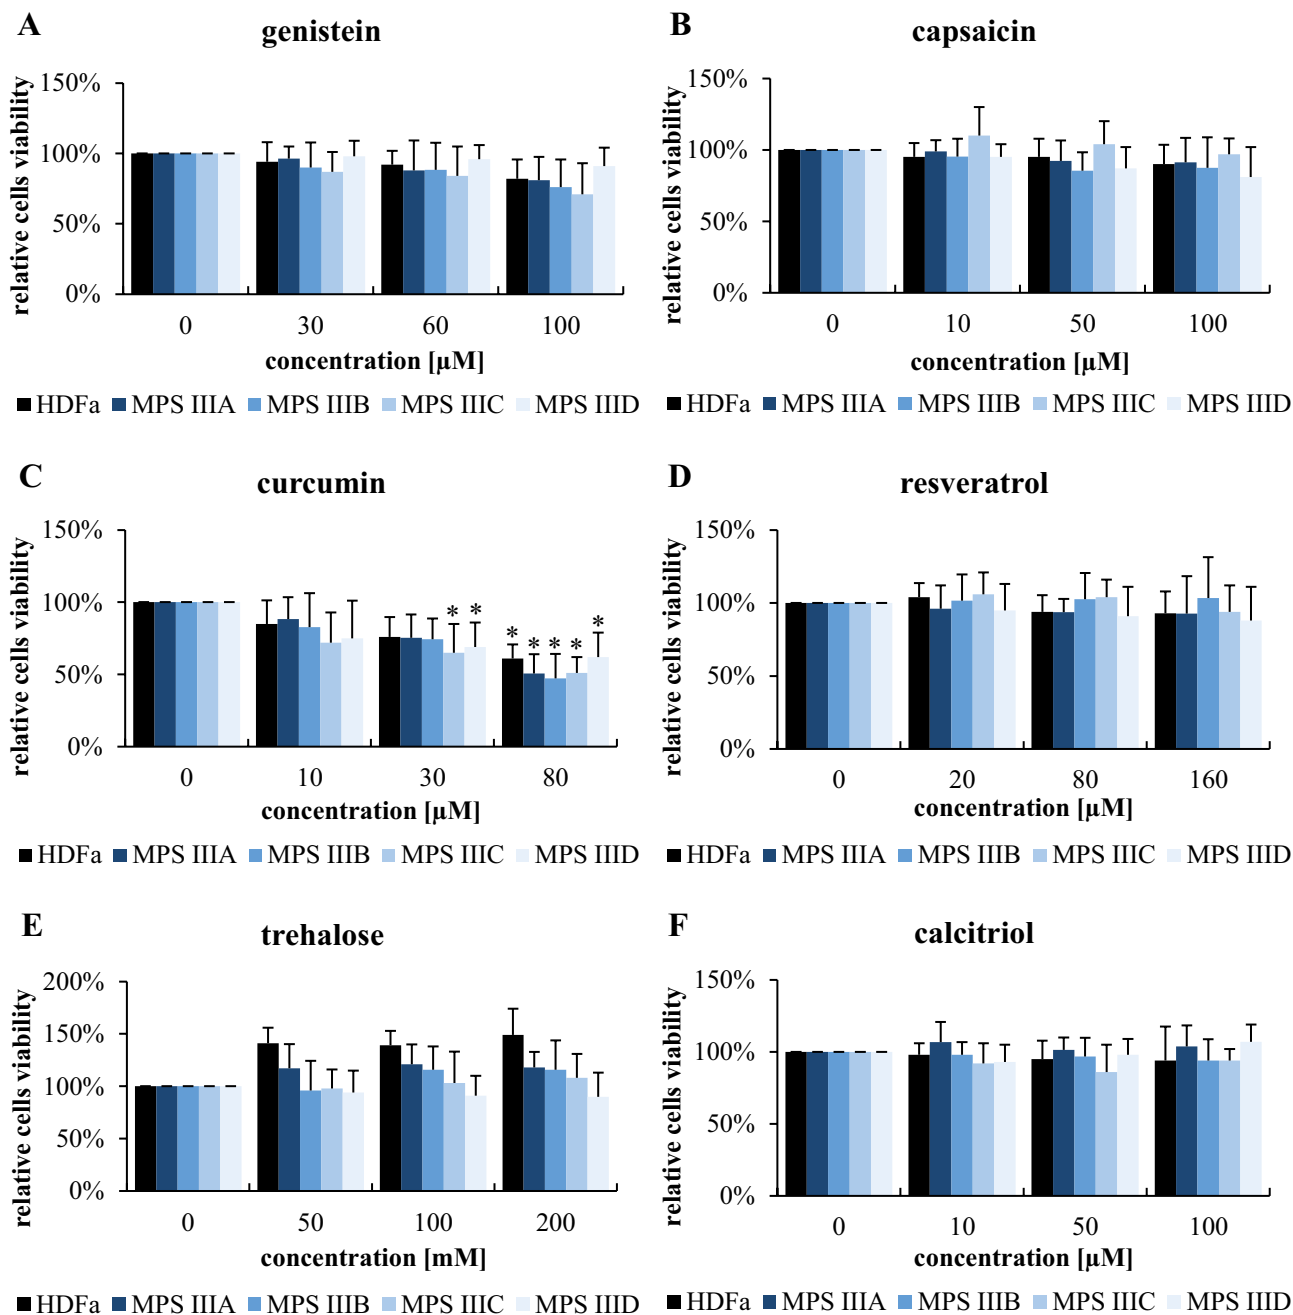 A
genistein
relative cells viability
150%
100%
50%
0%
0 30 60 100
concentration [µM]
HDFa MPS IIIA MPS IIIB MPS IIIC MPS IIID
B
capsaicin
relative cells viability
150%
100%
50%
0%
0 10 50 100
concentration [µM]
HDFa MPS IIIA MPS IIIB MPS IIIC MPS IIID
C
curcumin
relative cells viability
150%
100%
50%
0%
* *
* * * * *
0 10 30 80
concentration [µM]
HDFa MPS IIIA MPS IIIB MPS IIIC MPS IIID
D
resveratrol
relative cells viability
150%
100%
50%
0%
0 20 80 160
concentration [µM]
HDFa MPS IIIA MPS IIIB MPS IIIC MPS IIID
E
trehalose
relative cells viability
200%
150%
100%
50%
0%
0 50 100 200
concentration [mM]
HDFa MPS IIIA MPS IIIB MPS IIIC MPS IIID
F
calcitriol
relative cells viability
150%
100%
50%
0%
0 10 50 100
concentration [µM]
HDFa MPS IIIA MPS IIIB MPS IIIC MPS IIID